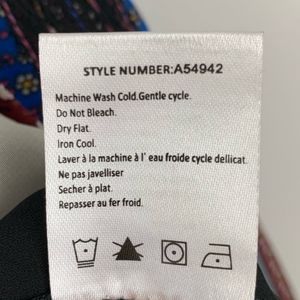 STYLE NUMBER:A54942
Machine Wash Cold.Gentle cycle.
Do Not Bleach.
Dry Flat.
Iron Cool.
Laver à la machine à l' eau froide cycle dellicat.
Ne pas javelliser
Secher à plat.
Repasser au fer froid.